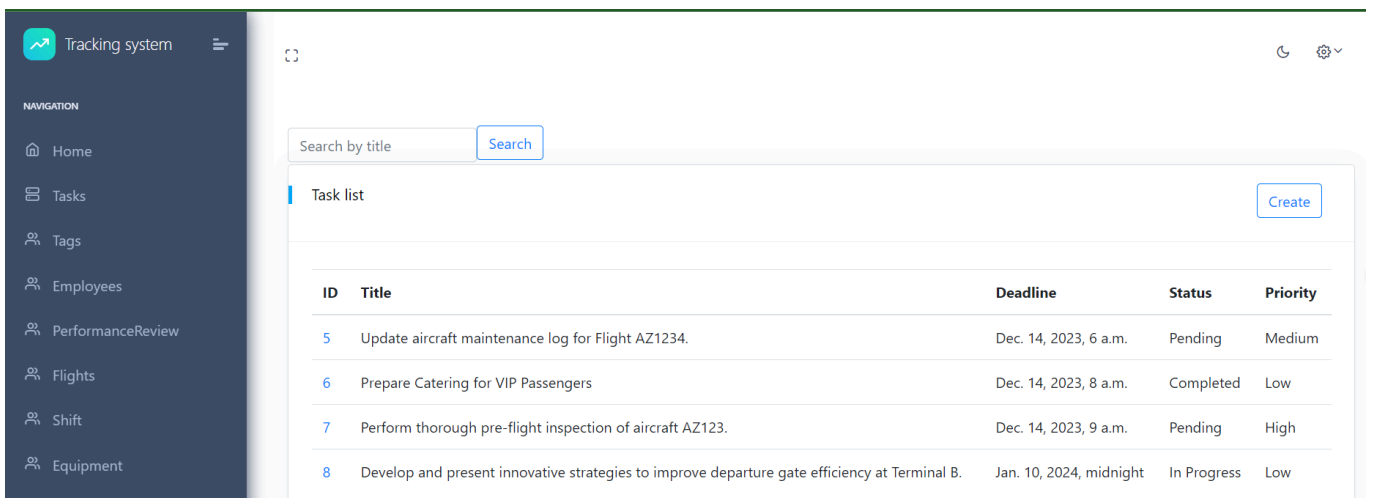 Tracking system
NAVIGATION
Home
Tasks
Tags
Employees
PerformanceReview
Flights
Shift
Equipment
Search by title Search
Task list Create
ID Title Deadline Status Priority
5 Update aircraft maintenance log for Flight AZ1234. Dec. 14, 2023, 6 a.m. Pending Medium
6 Prepare Catering for VIP Passengers Dec. 14, 2023, 8 a.m. Completed Low
7 Perform thorough pre-flight inspection of aircraft AZ123. Dec. 14, 2023, 9 a.m. Pending High
8 Develop and present innovative strategies to improve departure gate efficiency at Terminal B. Jan. 10, 2024, midnight In Progress Low